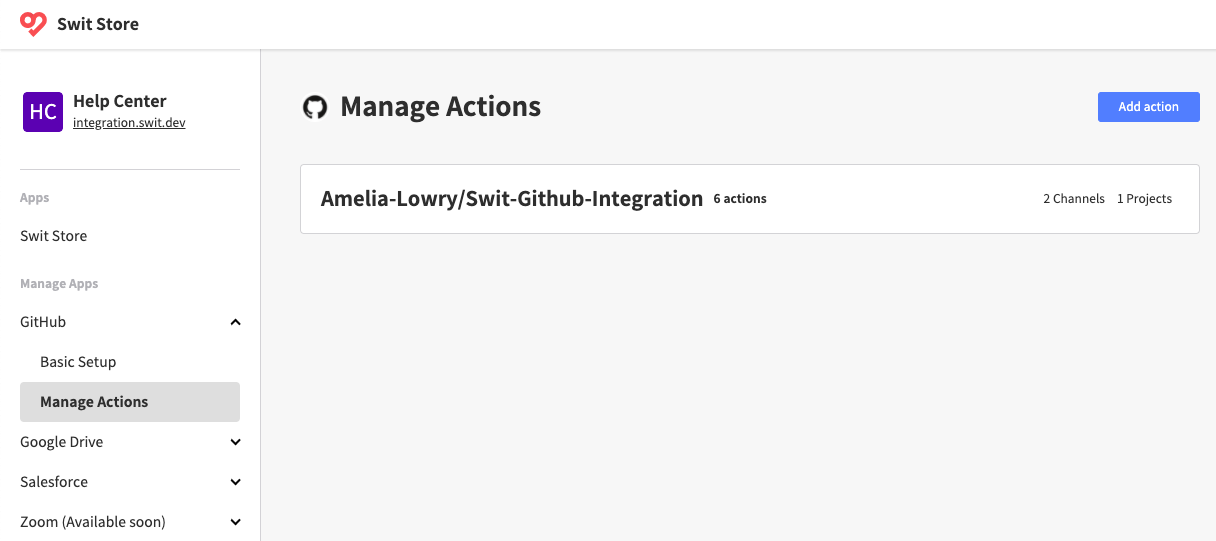 Swit Store
HC
Help Center
integration.swit.dev
Apps
Swit Store
Manage Apps
GitHub
Basic Setup
Manage Actions
Google Drive
Salesforce
Zoom (Available soon)
Manage Actions
Add action
Amelia-Lowry/Swit-Github-Integration 6 actions 2 Channels 1 Projects